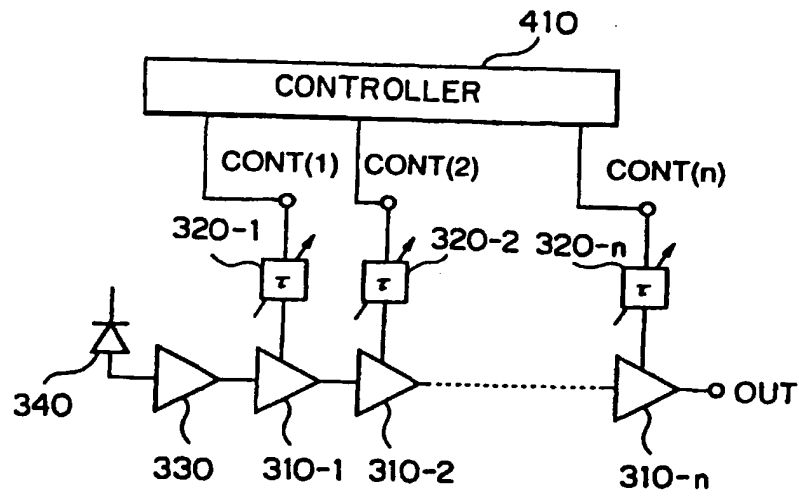 410
CONTROLLER
CONT(1) CONT(2) CONT(n)
320-1 320-2 320-n
τ τ τ
340 OUT
330 310-1 310-2 310-n